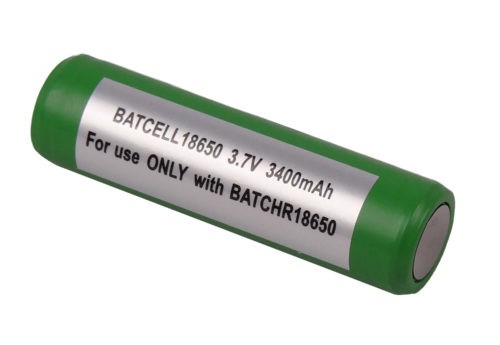 BATCELL18650 3.7V 3400mAh
For use ONLY with BATCHR18650